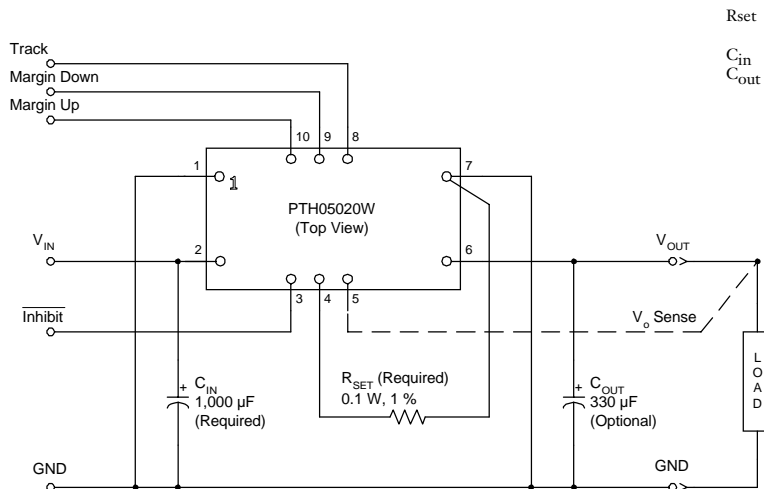 Rset
Cin
Cout
Track
Margin Down
Margin Up
10 9 8
1
1
7
PTH05020W
(Top View)
VIN
2
6
VOUT
3 4 5
Inhibit
Vo Sense
RSET (Required)
0.1 W, 1 %
+
CIN
1,000 µF
(Required)
+
COUT
330 µF
(Optional)
L
O
A
D
GND
GND